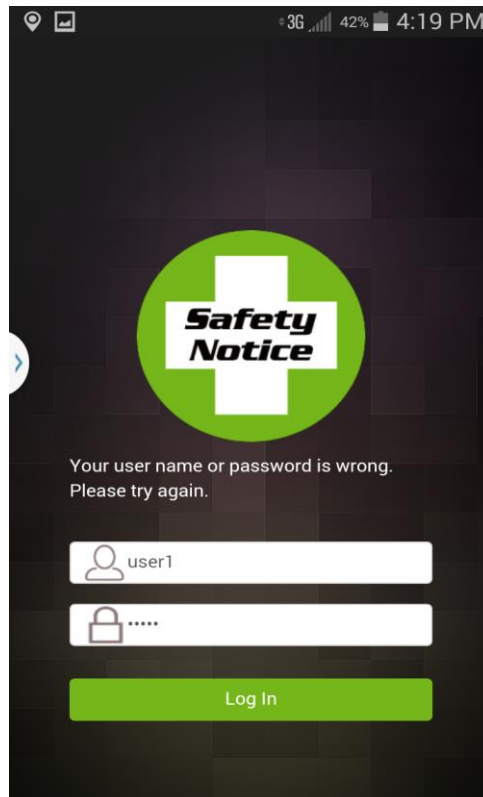 3G 42% 4:19 PM
Safety
Notice
Your user name or password is wrong.
Please try again.
user1
•••••
Log In